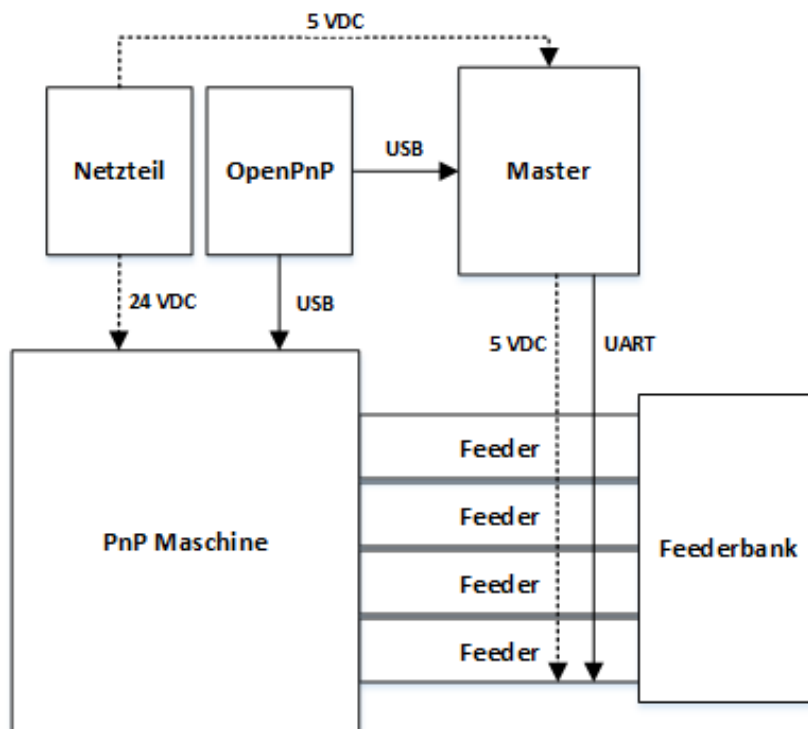 5 VDC
Netzteil
OpenPnP
USB
Master
24 VDC
USB
5 VDC
UART
Feeder
Feeder
PnP Maschine
Feederbank
Feeder
Feeder